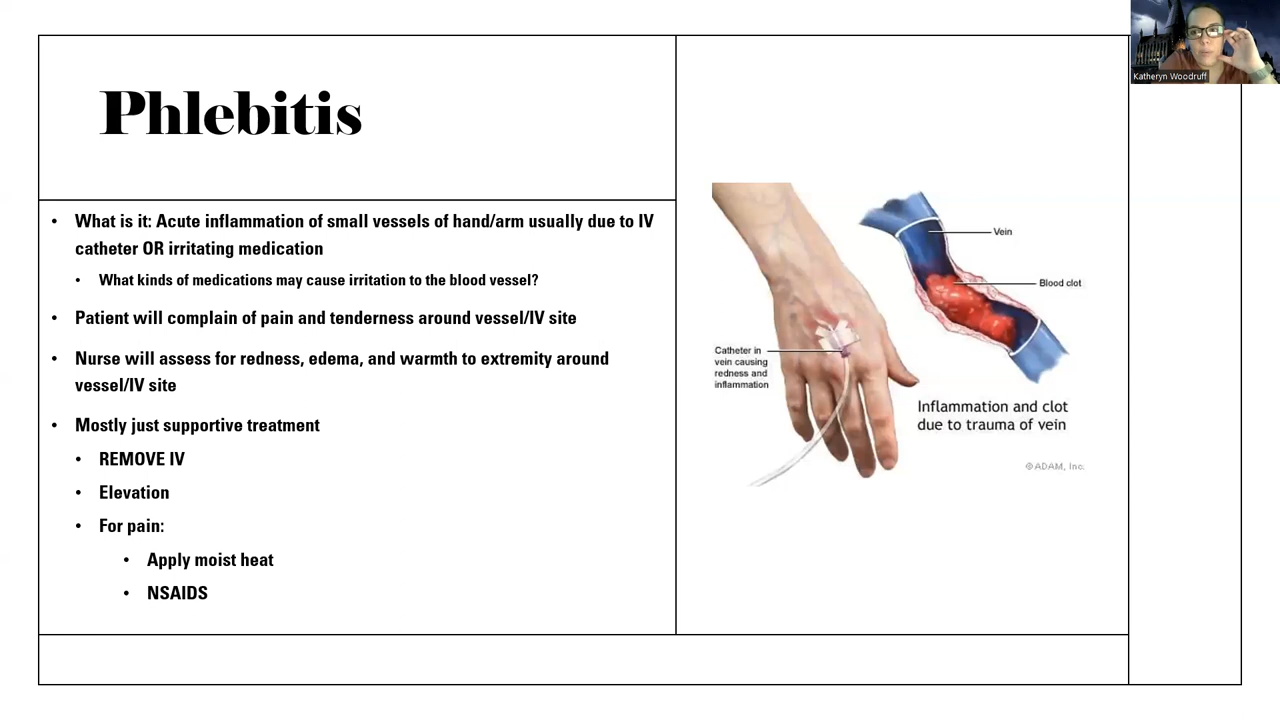 Phlebitis
• What is it: Acute inflammation of small vessels of hand/arm usually due to IV
catheter OR irritating medication
• What kinds of medications may cause irritation to the blood vessel?
• Patient will complain of pain and tenderness around vessel/IV site
• Nurse will assess for redness, edema, and warmth to extremity around
vessel/IV site
• Mostly just supportive treatment
• REMOVE IV
• Elevation
• For pain:
• Apply moist heat
• NSAIDS
Vein
Blood clot
Catheter in
vein causing
redness and
inflammation
Inflammation and clot
due to trauma of vein
©ADAM, Inc.
Katheryn Woodruff